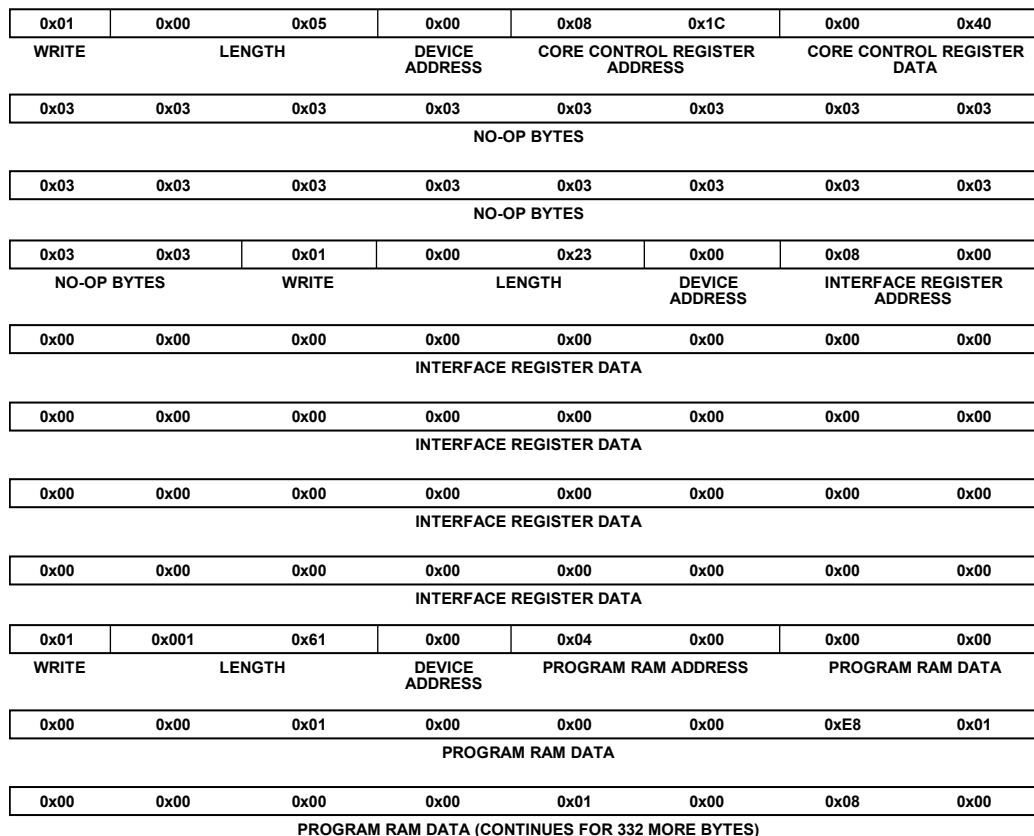 0x01 0x00 0x05 0x00 0x08 0x1C 0x00 0x40
WRITE LENGTH DEVICE ADDRESS CORE CONTROL REGISTER ADDRESS CORE CONTROL REGISTER DATA
0x03 0x03 0x03 0x03 0x03 0x03 0x03 0x03
NO-OP BYTES
0x03 0x03 0x03 0x03 0x03 0x03 0x03 0x03
NO-OP BYTES
0x03 0x03 0x01 0x00 0x23 0x00 0x08 0x00
NO-OP BYTES WRITE LENGTH DEVICE ADDRESS INTERFACE REGISTER ADDRESS
0x00 0x00 0x00 0x00 0x00 0x00 0x00 0x00
INTERFACE REGISTER DATA
0x00 0x00 0x00 0x00 0x00 0x00 0x00 0x00
INTERFACE REGISTER DATA
0x00 0x00 0x00 0x00 0x00 0x00 0x00 0x00
INTERFACE REGISTER DATA
0x00 0x00 0x00 0x00 0x00 0x00 0x00 0x00
INTERFACE REGISTER DATA
0x01 0x001 0x61 0x00 0x04 0x00 0x00 0x00
WRITE LENGTH DEVICE ADDRESS PROGRAM RAM ADDRESS PROGRAM RAM DATA
0x00 0x00 0x01 0x00 0x00 0x00 0xE8 0x01
PROGRAM RAM DATA
0x00 0x00 0x00 0x00 0x01 0x00 0x08 0x00
PROGRAM RAM DATA (CONTINUES FOR 332 MORE BYTES)